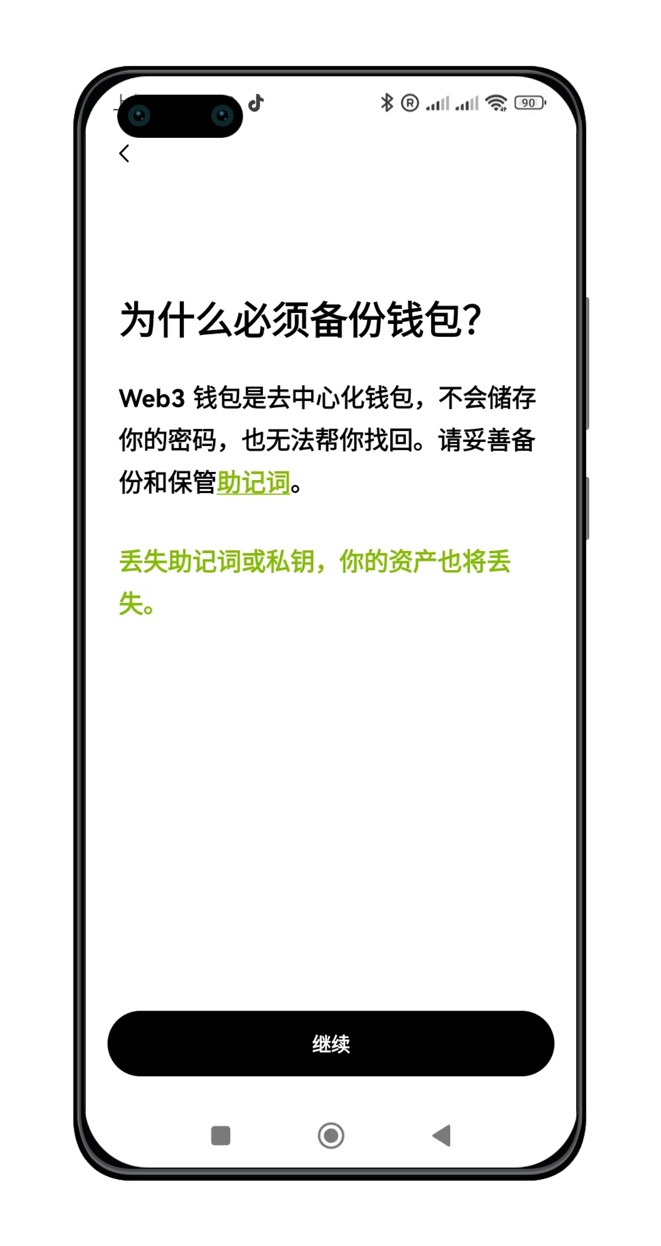 90
为什么必须备份钱包？
Web3 钱包是去中心化钱包，不会储存
你的密码，也无法帮你找回。请妥善备
份和保管助记词。
丢失助记词或私钥，你的资产也将丢
失。
继续